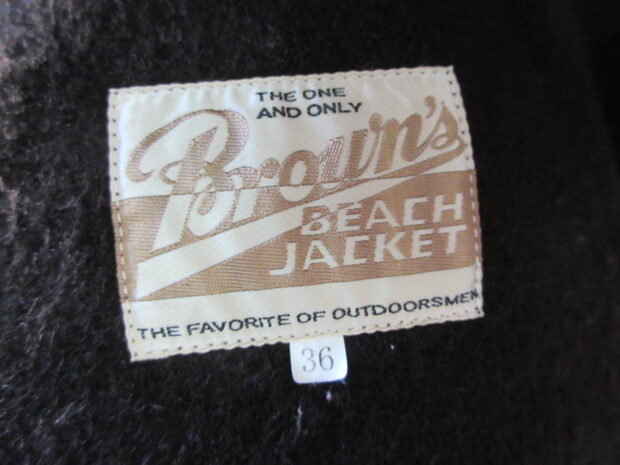 THE ONE
AND ONLY
Brown's
BEACH
JACKET
THE FAVORITE OF OUTDOORSMEN
36